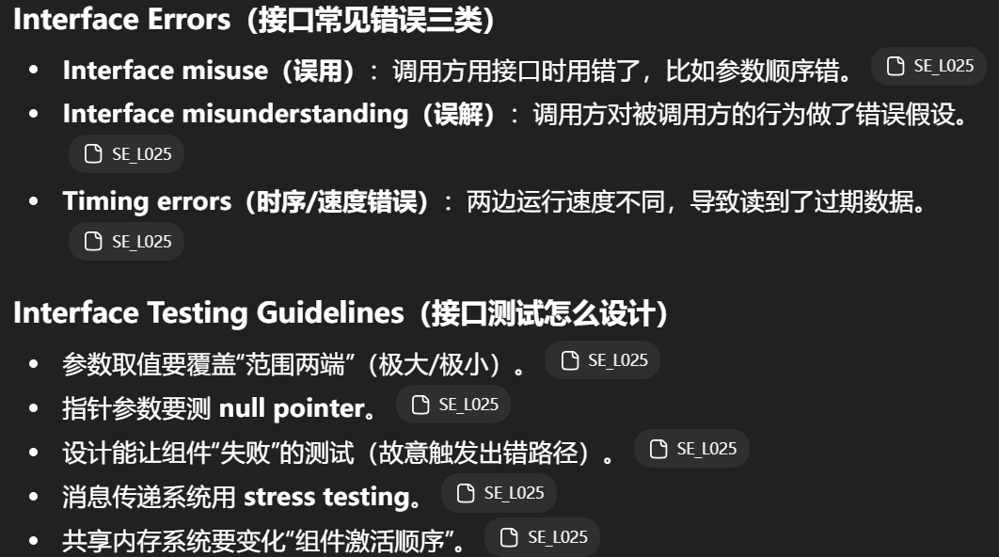 Interface Errors（接口常见错误三类）
• Interface misuse（误用）：调用方用接口时用错了，比如参数顺序错。 SE_L025
• Interface misunderstanding（误解）：调用方对被调用方的行为做了错误假设。
SE_L025
• Timing errors（时序/速度错误）：两边运行速度不同，导致读到了过期数据。
SE_L025
Interface Testing Guidelines（接口测试怎么设计）
• 参数取值要覆盖“范围两端”（极大/极小）。 SE_L025
• 指针参数要测 null pointer。 SE_L025
• 设计能让组件“失败”的测试（故意触发出错路径）。 SE_L025
• 消息传递系统用 stress testing。 SE_L025
• 共享内存系统要变化“组件激活顺序”。 SE_L025